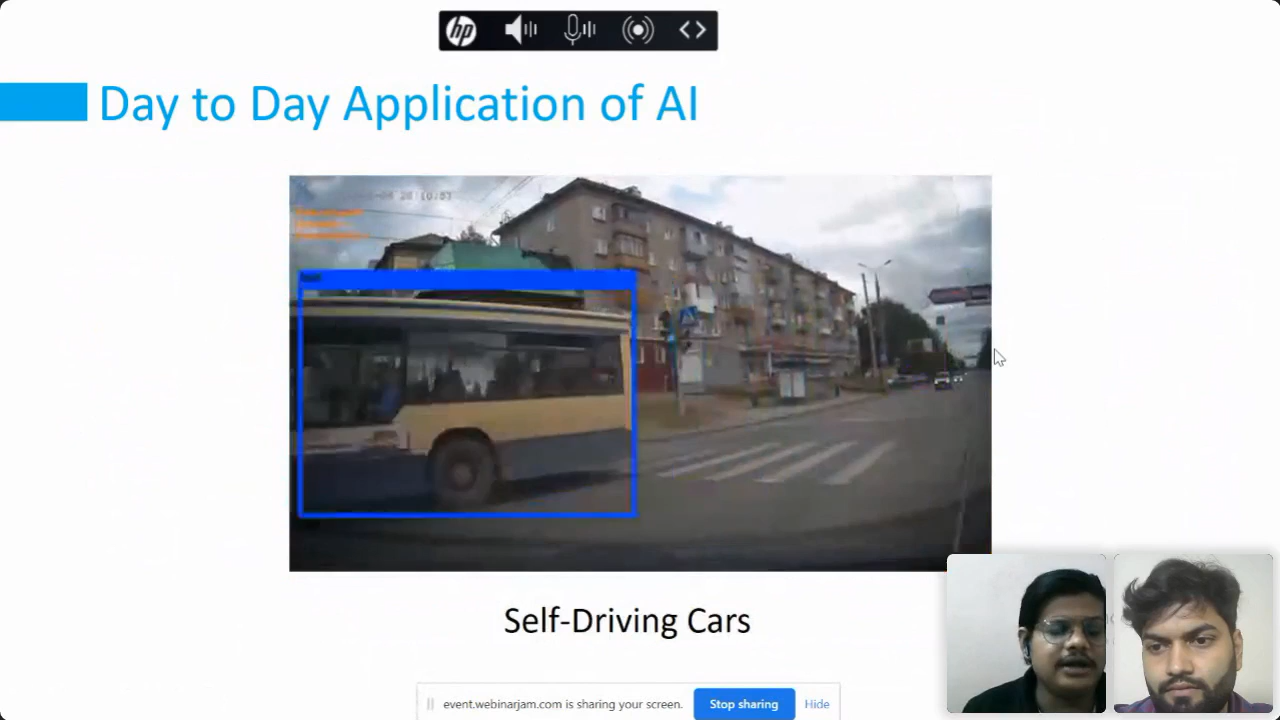 hp
Day to Day Application of AI
Self-Driving Cars
event.webinarjam.com is sharing your screen.
Stop sharing
Hide